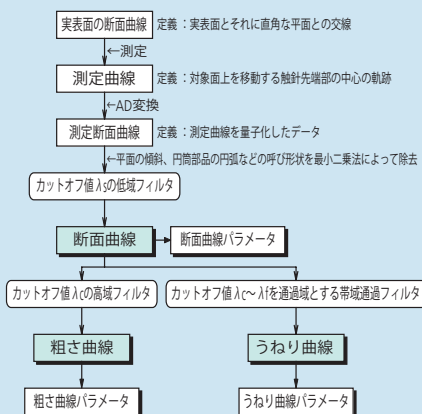 実表面の断面曲線 定義：実表面とそれに直角な平面との交線
←測定
測定曲線 定義：対象面上を移動する触針先端部の中心の軌跡
←AD変換
測定断面曲線 定義：測定曲線を量子化したデータ
←平面の傾斜、円筒部品の円弧などの呼び形状を最小二乗法によって除去
カットオフ値λsの低域フィルタ
断面曲線 断面曲線パラメータ
カットオフ値λcの高域フィルタ カットオフ値λc～λfを通過域とする帯域通過フィルタ
粗さ曲線 うねり曲線
粗さ曲線パラメータ うねり曲線パラメータ